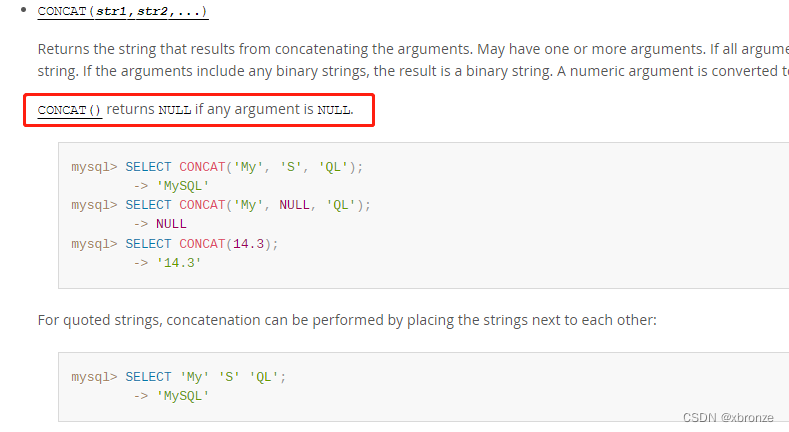 CONCAT(str1,str2,...)
Returns the string that results from concatenating the arguments. May have one or more arguments. If all argume
string. If the arguments include any binary strings, the result is a binary string. A numeric argument is converted t
CONCAT() returns NULL if any argument is NULL.
mysql> SELECT CONCAT('My', 'S', 'QL');
-> 'MySQL'
mysql> SELECT CONCAT('My', NULL, 'QL');
-> NULL
mysql> SELECT CONCAT(14.3);
-> '14.3'
For quoted strings, concatenation can be performed by placing the strings next to each other:
mysql> SELECT 'My' 'S' 'QL';
-> 'MySQL'
CSDN @xbronze